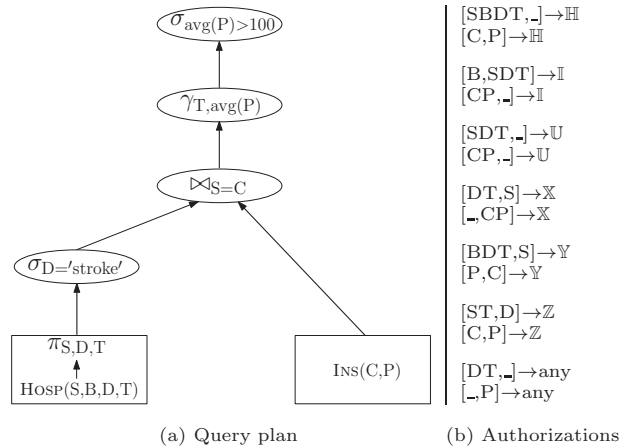 σavg(P)>100
γT,avg(P)
⋈S=C
σD='stroke'
πS,D,T
HOSP(S,B,D,T)
INS(C,P)
(a) Query plan
[SBDT,_]→ℍ
[C,P]→ℍ
[B,SDT]→𝕀
[CP,_]→𝕀
[SDT,_]→𝕌
[CP,_]→𝕌
[DT,S]→𝕏
[_,CP]→𝕏
[BDT,S]→𝕐
[P,C]→𝕐
[ST,D]→ℤ
[C,P]→ℤ
[DT,_]→any
[_,P]→any
(b) Authorizations